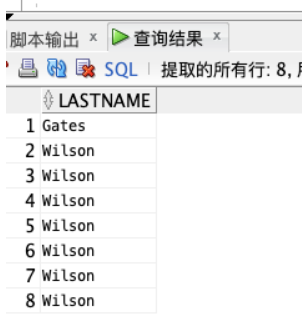 脚本输出 × 查询结果 ×
SQL 提取的所有行: 8,
LASTNAME
1 Gates
2 Wilson
3 Wilson
4 Wilson
5 Wilson
6 Wilson
7 Wilson
8 Wilson